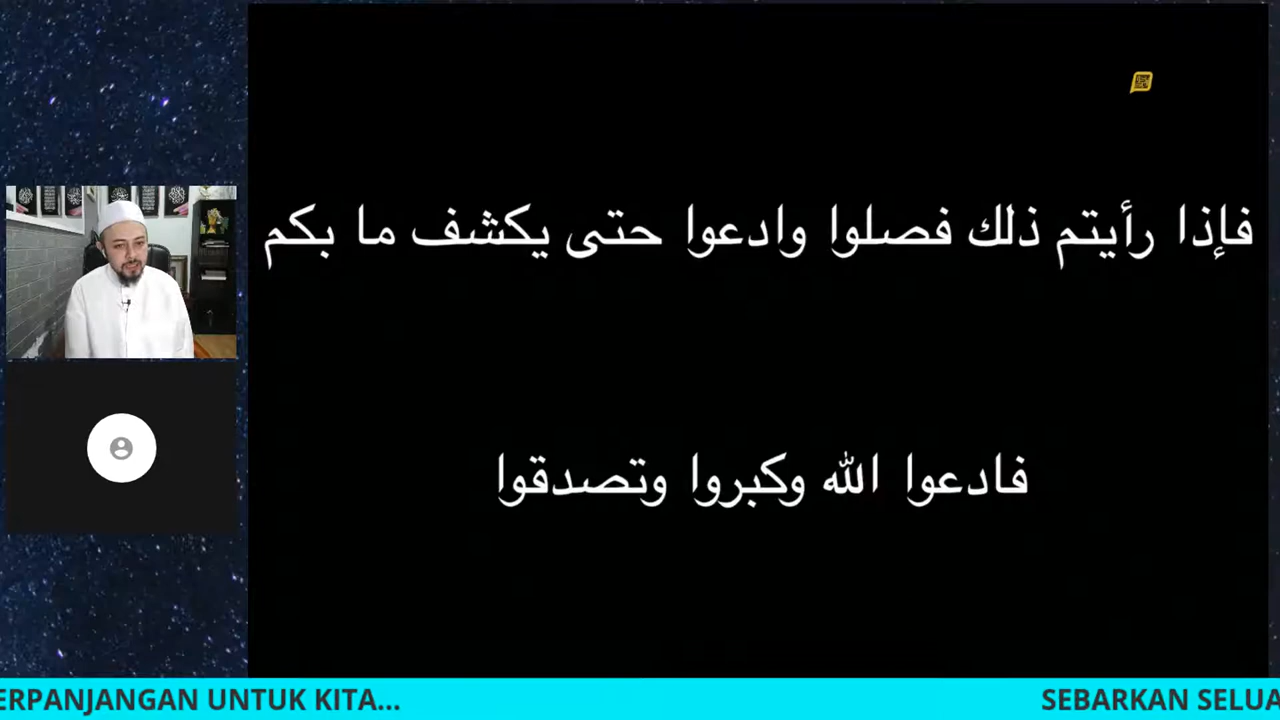 فإذا رأيتم ذلك فصلوا وادعوا حتى يكشف ما بكم
فادعوا الله وكبروا وتصدقوا
ERPANJANGAN UNTUK KITA... SEBARKAN SELUA